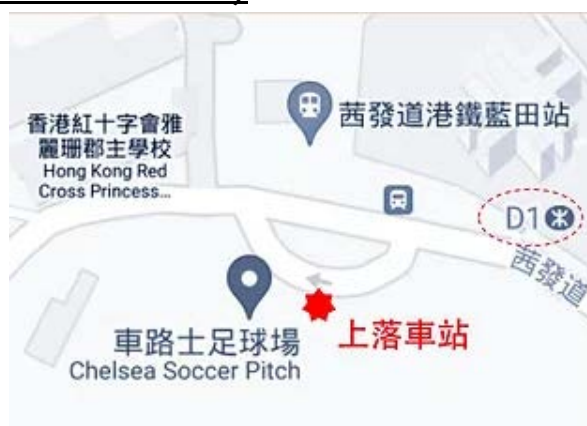 香港紅十字會雅
麗珊郡主學校
Hong Kong Red
Cross Princess...
茜發道港鐵藍田站
D1
茜發道
上落車站
車路士足球場
Chelsea Soccer Pitch